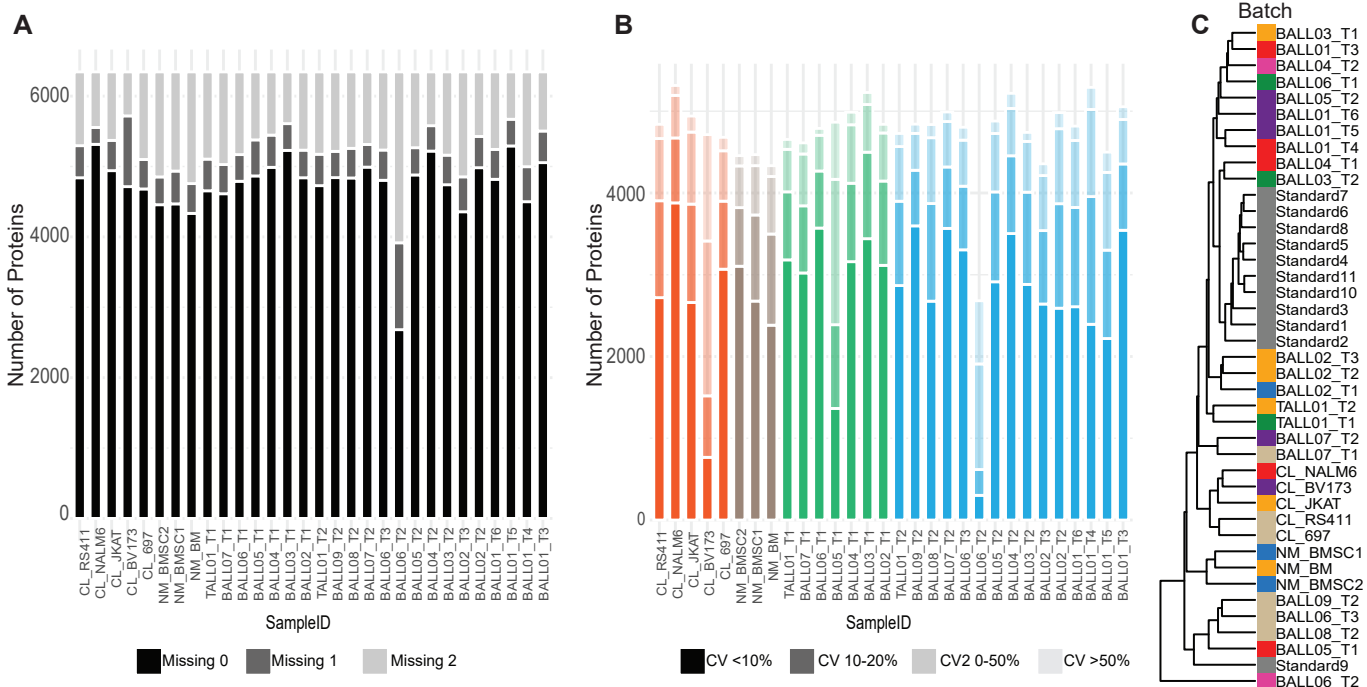 A
Number of Proteins
6000
4000
2000
0
CL_RS411
CL_NALM6
CL_JKAT
CL_BV173
CL_697
NM_BMSC2
NM_BMSC1
NM_BM
TALL01_T1
BALL07_T1
BALL06_T1
BALL05_T1
BALL04_T1
BALL03_T1
BALL02_T1
TALL01_T2
BALL09_T2
BALL08_T2
BALL07_T2
BALL06_T3
BALL06_T2
BALL05_T2
BALL04_T2
BALL03_T2
BALL02_T3
BALL02_T2
BALL01_T6
BALL01_T5
BALL01_T4
BALL01_T3
SampleID
Missing 0
Missing 1
Missing 2
B
Number of Proteins
4000
2000
0
CL_RS411
CL_NALM6
CL_JKAT
CL_BV173
CL_697
NM_BMSC2
NM_BMSC1
NM_BM
TALL01_T1
BALL07_T1
BALL06_T1
BALL05_T1
BALL04_T1
BALL03_T1
BALL02_T1
TALL01_T2
BALL09_T2
BALL08_T2
BALL07_T2
BALL06_T3
BALL06_T2
BALL05_T2
BALL04_T2
BALL03_T2
BALL02_T3
BALL02_T2
BALL01_T6
BALL01_T4
BALL01_T5
BALL01_T3
SampleID
CV <10%
CV 10-20%
CV2 0-50%
CV >50%
C
Batch
BALL03_T1
BALL01_T3
BALL04_T2
BALL06_T1
BALL05_T2
BALL01_T6
BALL01_T5
BALL01_T4
BALL04_T1
BALL03_T2
Standard7
Standard6
Standard8
Standard5
Standard4
Standard11
Standard10
Standard3
Standard1
Standard2
BALL02_T3
BALL02_T2
BALL02_T1
TALL01_T2
TALL01_T1
BALL07_T2
BALL07_T1
CL_NALM6
CL_BV173
CL_JKAT
CL_RS411
CL_697
NM_BMSC1
NM_BM
NM_BMSC2
BALL09_T2
BALL06_T3
BALL08_T2
BALL05_T1
Standard9
BALL06_T2